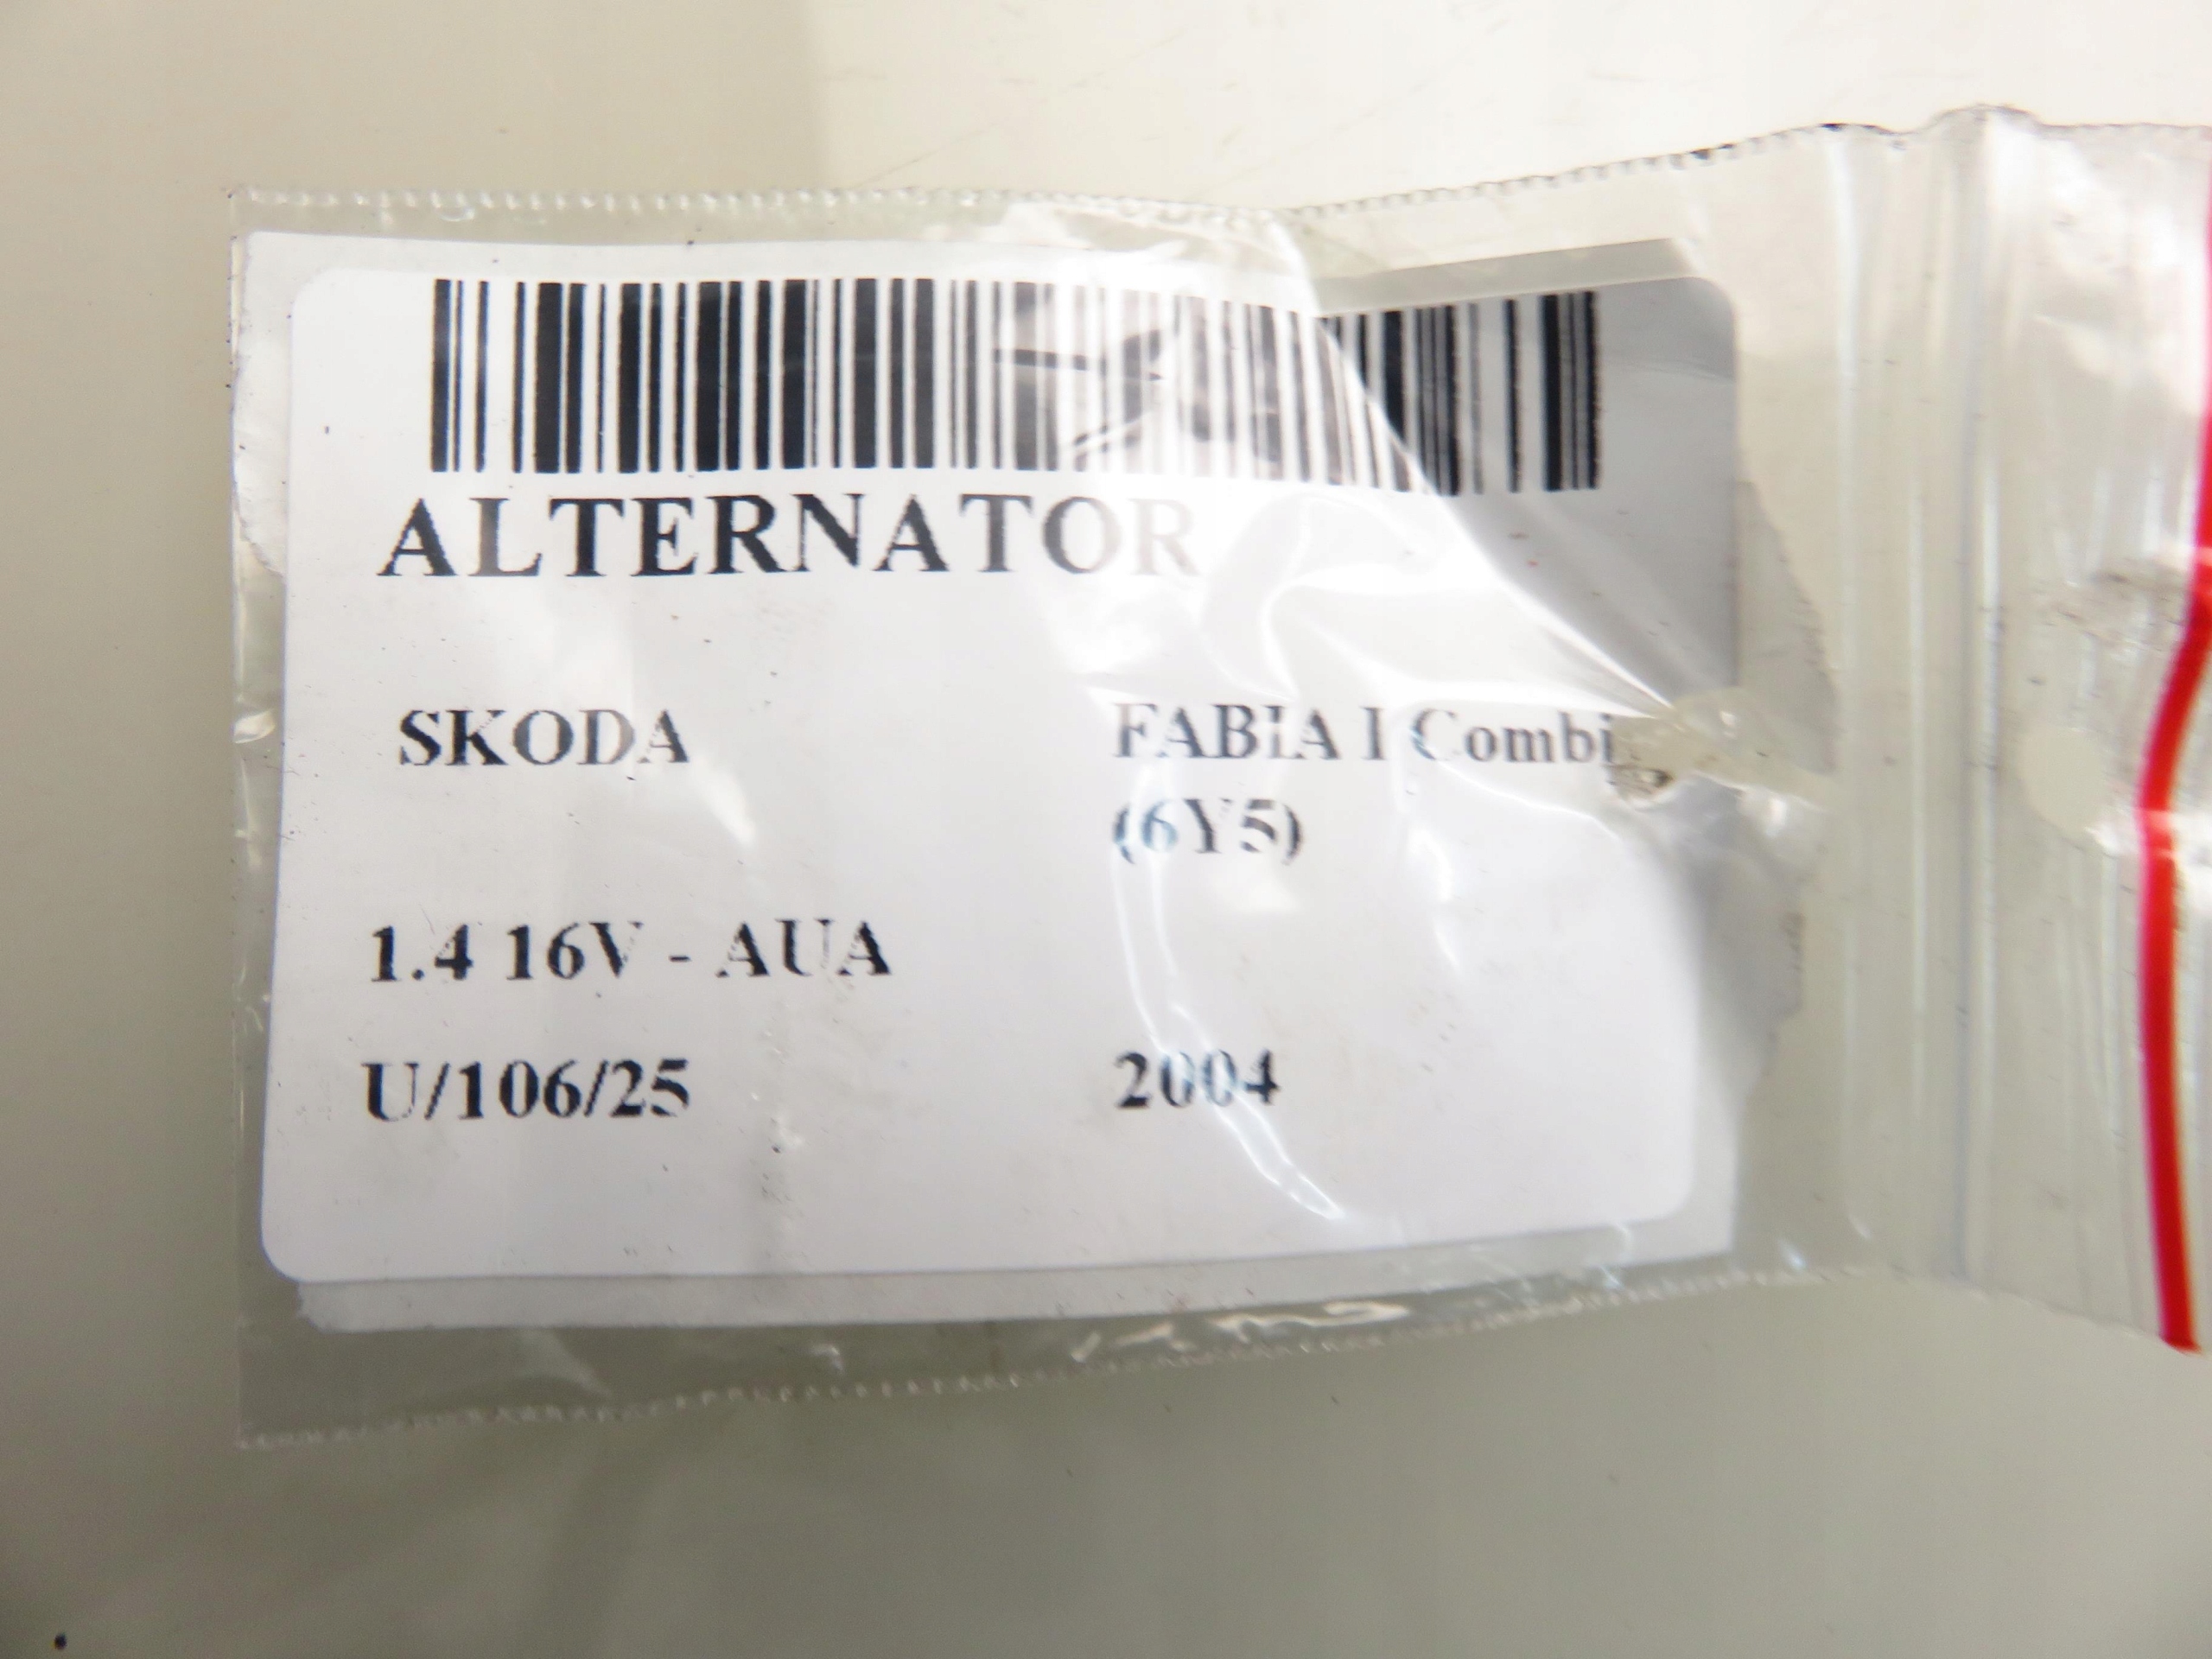 ALTERNATOR
SKODA FABIA I Combi
(6Y5)
1.4 16V - AUA
U/106/25 2004